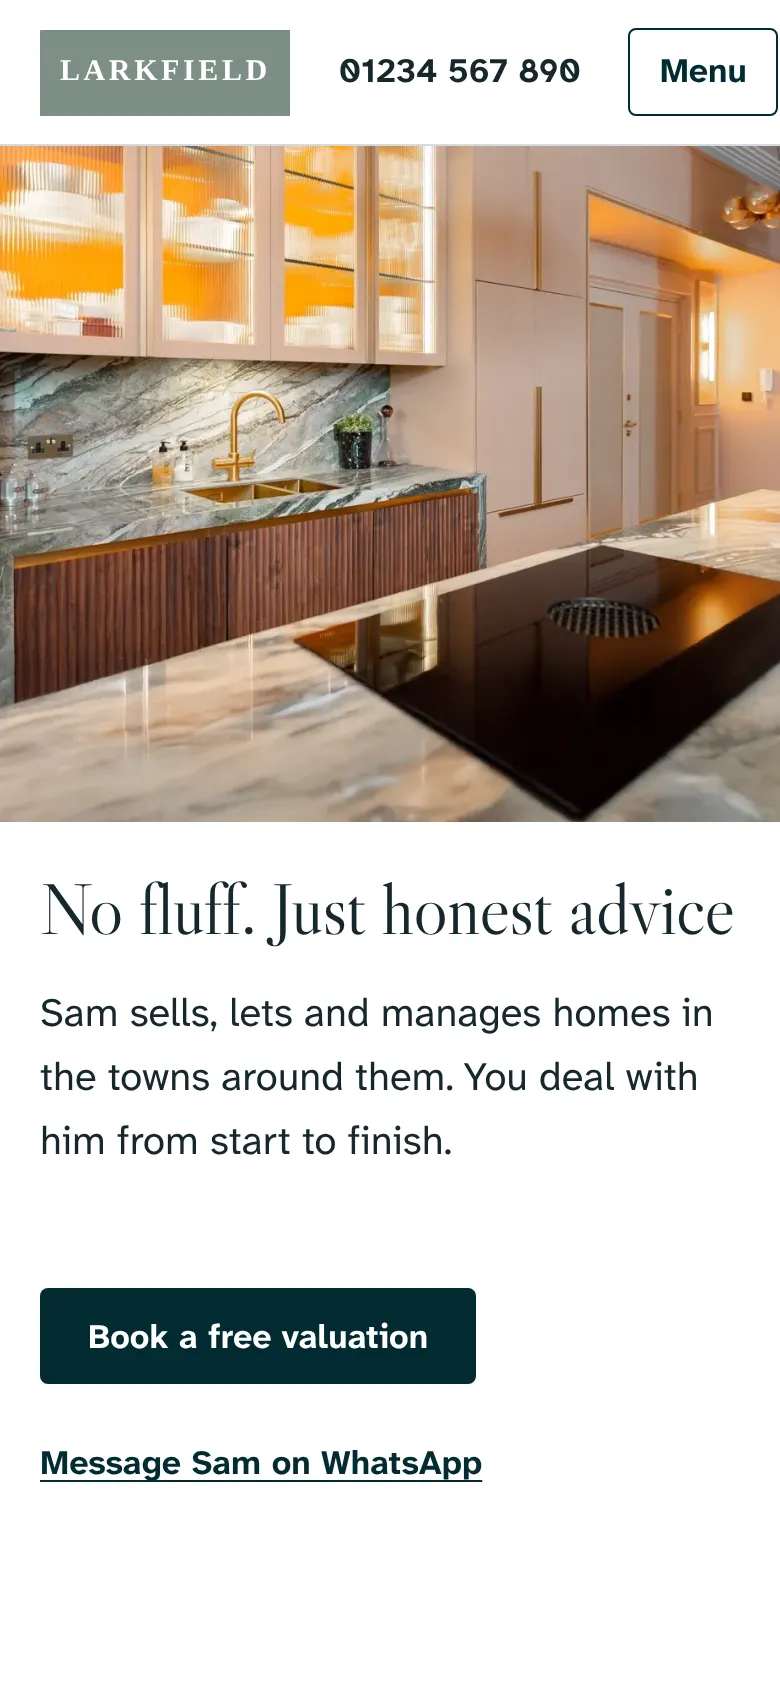 LARKFIELD
01234 567 890
Menu
No fluff. Just honest advice
Sam sells, lets and manages homes in
the towns around them. You deal with
him from start to finish.
Book a free valuation
Message Sam on WhatsApp